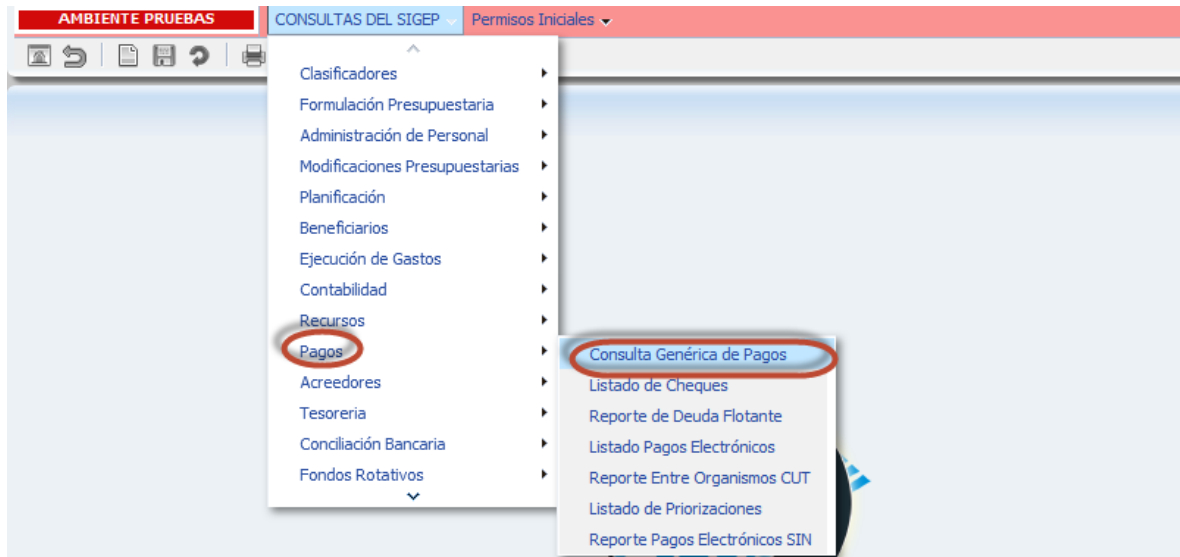 AMBIENTE PRUEBAS
CONSULTAS DEL SIGEP
Permisos Iniciales
Clasificadores
Formulación Presupuestaria
Administración de Personal
Modificaciones Presupuestarias
Planificación
Beneficiarios
Ejecución de Gastos
Contabilidad
Recursos
Pagos
Acreedores
Tesoreria
Conciliación Bancaria
Fondos Rotativos
Consulta Genérica de Pagos
Listado de Cheques
Reporte de Deuda Flotante
Listado Pagos Electrónicos
Reporte Entre Organismos CUT
Listado de Priorizaciones
Reporte Pagos Electrónicos SIN